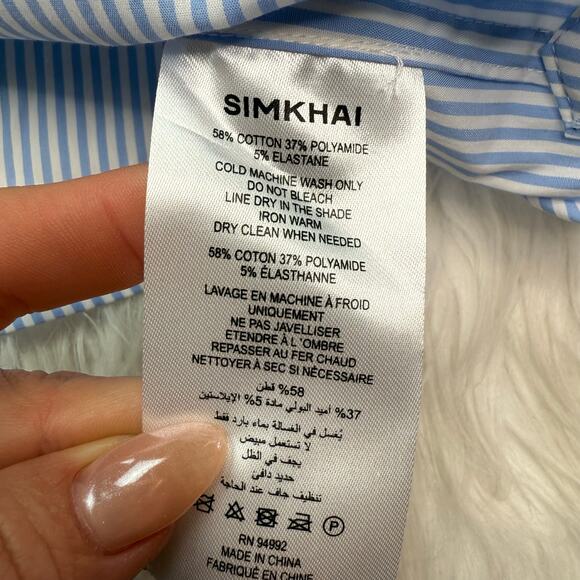 SIMKHAI
58% COTTON 37% POLYAMIDE
5% ELASTANE
COLD MACHINE WASH ONLY
DO NOT BLEACH
LINE DRY IN THE SHADE
IRON WARM
DRY CLEAN WHEN NEEDED
58% COTON 37% POLYAMIDE
5% ÉLASTHANNE
LAVAGE EN MACHINE À FROID
UNIQUEMENT
NE PAS JAVELLISER
ETENDRE À L'OMBRE
REPASSER AU FER CHAUD
NETTOYER À SEC SI NÉCESSAIRE
58% قطن
37% أميد البولي مادة 5% الإيلاستين
يُغسل في الغسالة بماء بارد فقط
لا تستعمل مبيض
يجف في الظل
حديد دافئ
تنظيف جاف عند الحاجة
P
RN 94992
MADE IN CHINA
FABRIQUÉ EN CHINE